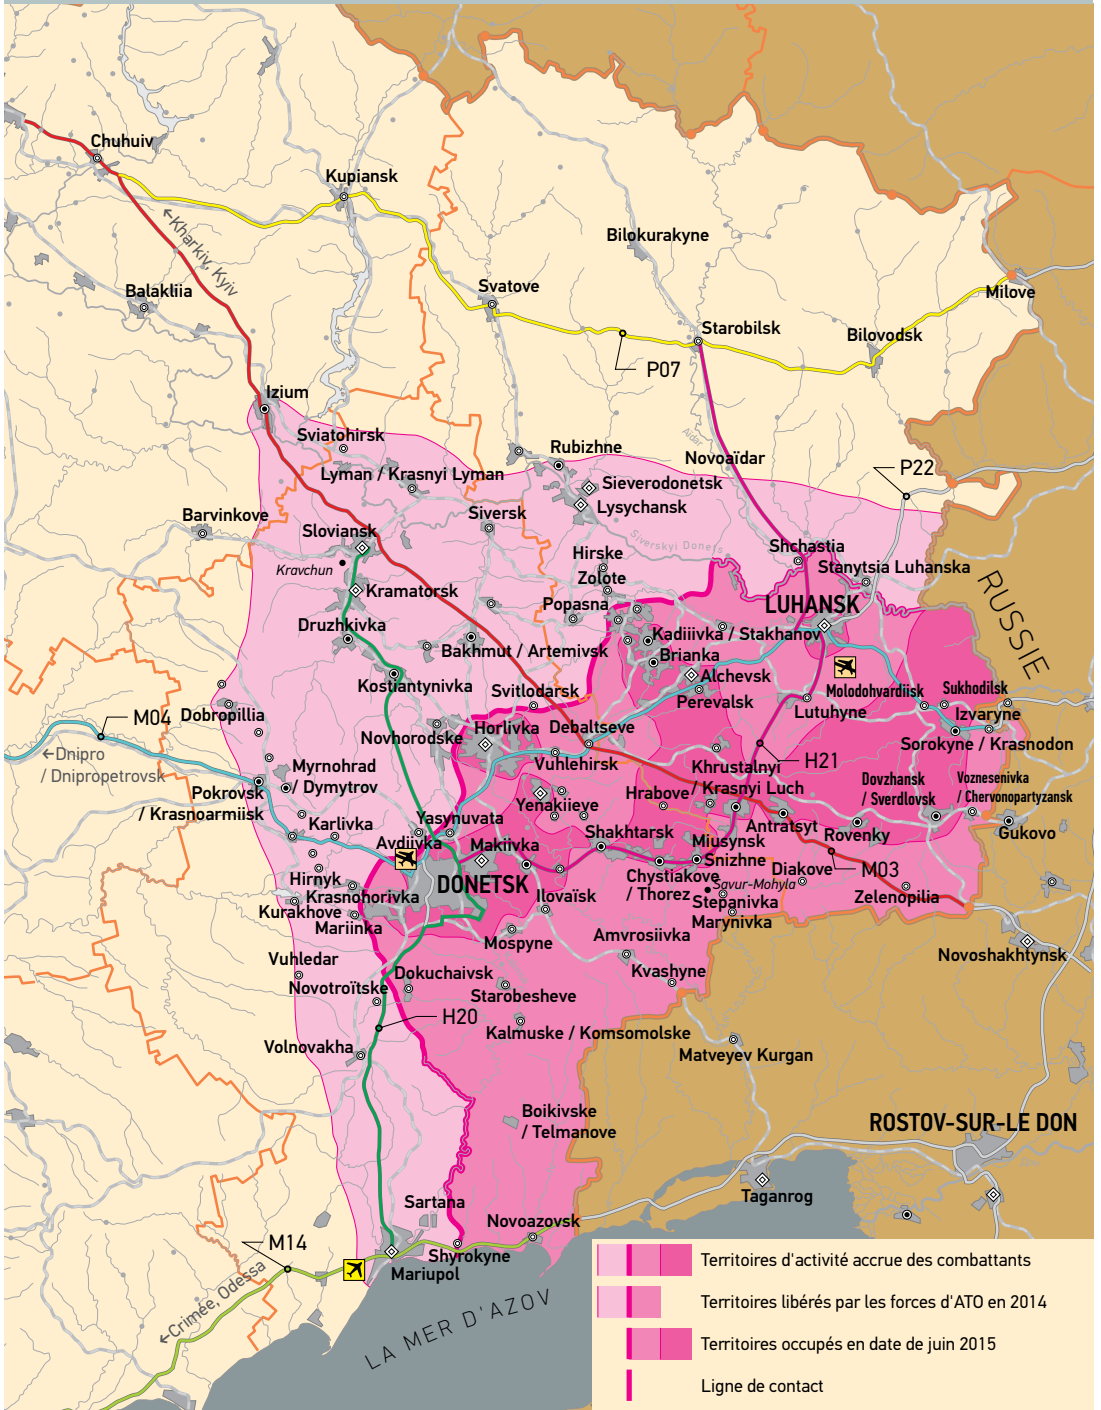 Chuhuiv
Kupiansk
←Kharkiv, Kyiv
Bilokurakyne
Balakliia
Svatove
Milove
Starobilsk
Bilovodsk
P07
Izium
Sviatohirsk
Aidar
Rubizhne
Novoaïdar
P22
Lyman / Krasnyi Lyman
Sieverodonetsk
Lysychansk
Barvinkove
Siversk
Sloviansk
Siverskyi Donets
Kravchun
Hirske
Shchastia
Stanytsia Luhanska
RUSSIE
Zolote
Kramatorsk
Popasna
LUHANSK
Druzhkivka
Kadiiivka / Stakhanov
Bakhmut / Artemivsk
Brianka
Kostiantynivka
Svitlodarsk
Alchevsk
Perevalsk
Molodohvardiisk
Sukhodilsk
Lutuhyne
Izvaryne
M04
Dobropillia
←Dnipro
/ Dnipropetrovsk
Novhorodske
Horlivka
Debaltseve
Sorokyne / Krasnodon
Vuhlehirsk
H21
Khrustalnyi
/ Krasnyi Luch
Myrnohrad
/ Dymytrov
Pokrovsk
/ Krasnoarmiisk
Hrabove
Dovzhansk
/ Sverdlovsk
Voznesenivka
/ Chervonopartyzansk
Yenakiieve
Karlivka
Yasynuvata
Avdiivka
Makiivka
Shakhtarsk
Antratsyt
Rovenky
Gukovo
Miusynsk
Snizhne
Hirnyk
Krasnohorivka
DONETSK
Chystiakove
/ Thorez
Diakove
M03
Savur-Mohyla
Ilovaïsk
Stepanivka
Zelenopilia
Kurakhove
Mariinka
Marynivka
Mospyne
Amvrosiivka
Novoshakhtynsk
Vuhledar
Dokuchaivsk
Kvashyne
Novotroïtske
Starobesheve
H20
Kalmuske / Komsomolske
Volnovakha
Matveyev Kurgan
Boikivske
/ Telmanove
ROSTOV-SUR-LE DON
Taganrog
Sartana
Novoazovsk
M14
Shyrokyne
Mariupol
←Crimée, Odessa
LA MER D'AZOV
Territoires d'activité accrue des combattants
Territoires libérés par les forces d'ATO en 2014
Territoires occupés en date de juin 2015
Ligne de contact